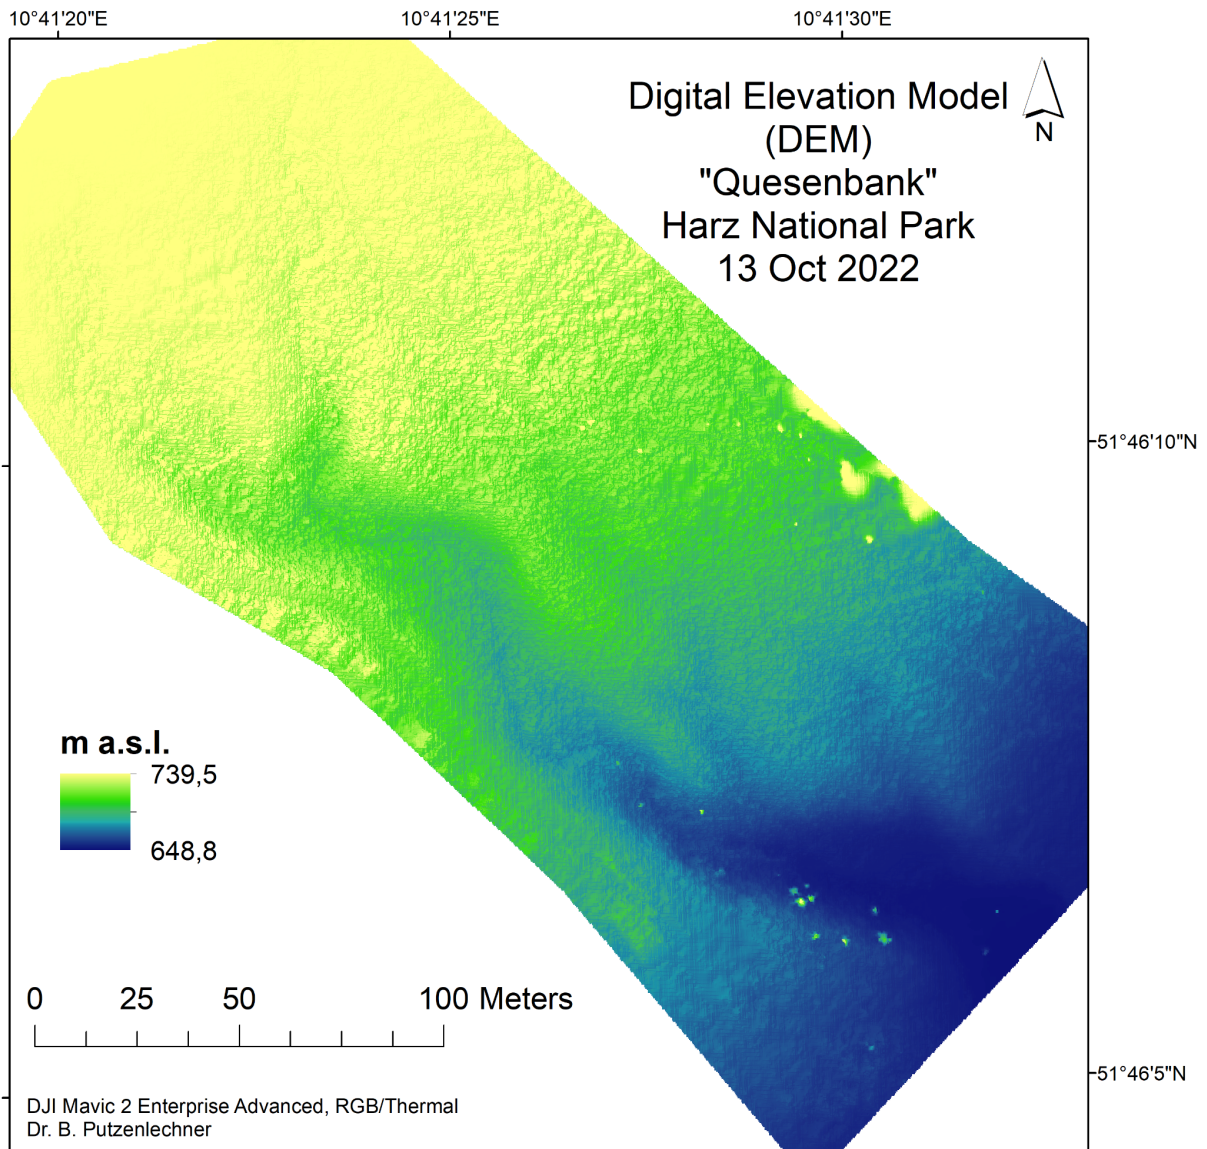 10°41'20"E
10°41'25"E
10°41'30"E
Digital Elevation Model
(DEM)
"Quesenbank"
Harz National Park
13 Oct 2022
N
51°46'10"N
m a.s.l.
739,5
648,8
0 25 50 100 Meters
51°46'5"N
DJI Mavic 2 Enterprise Advanced, RGB/Thermal
Dr. B. Putzenlechner